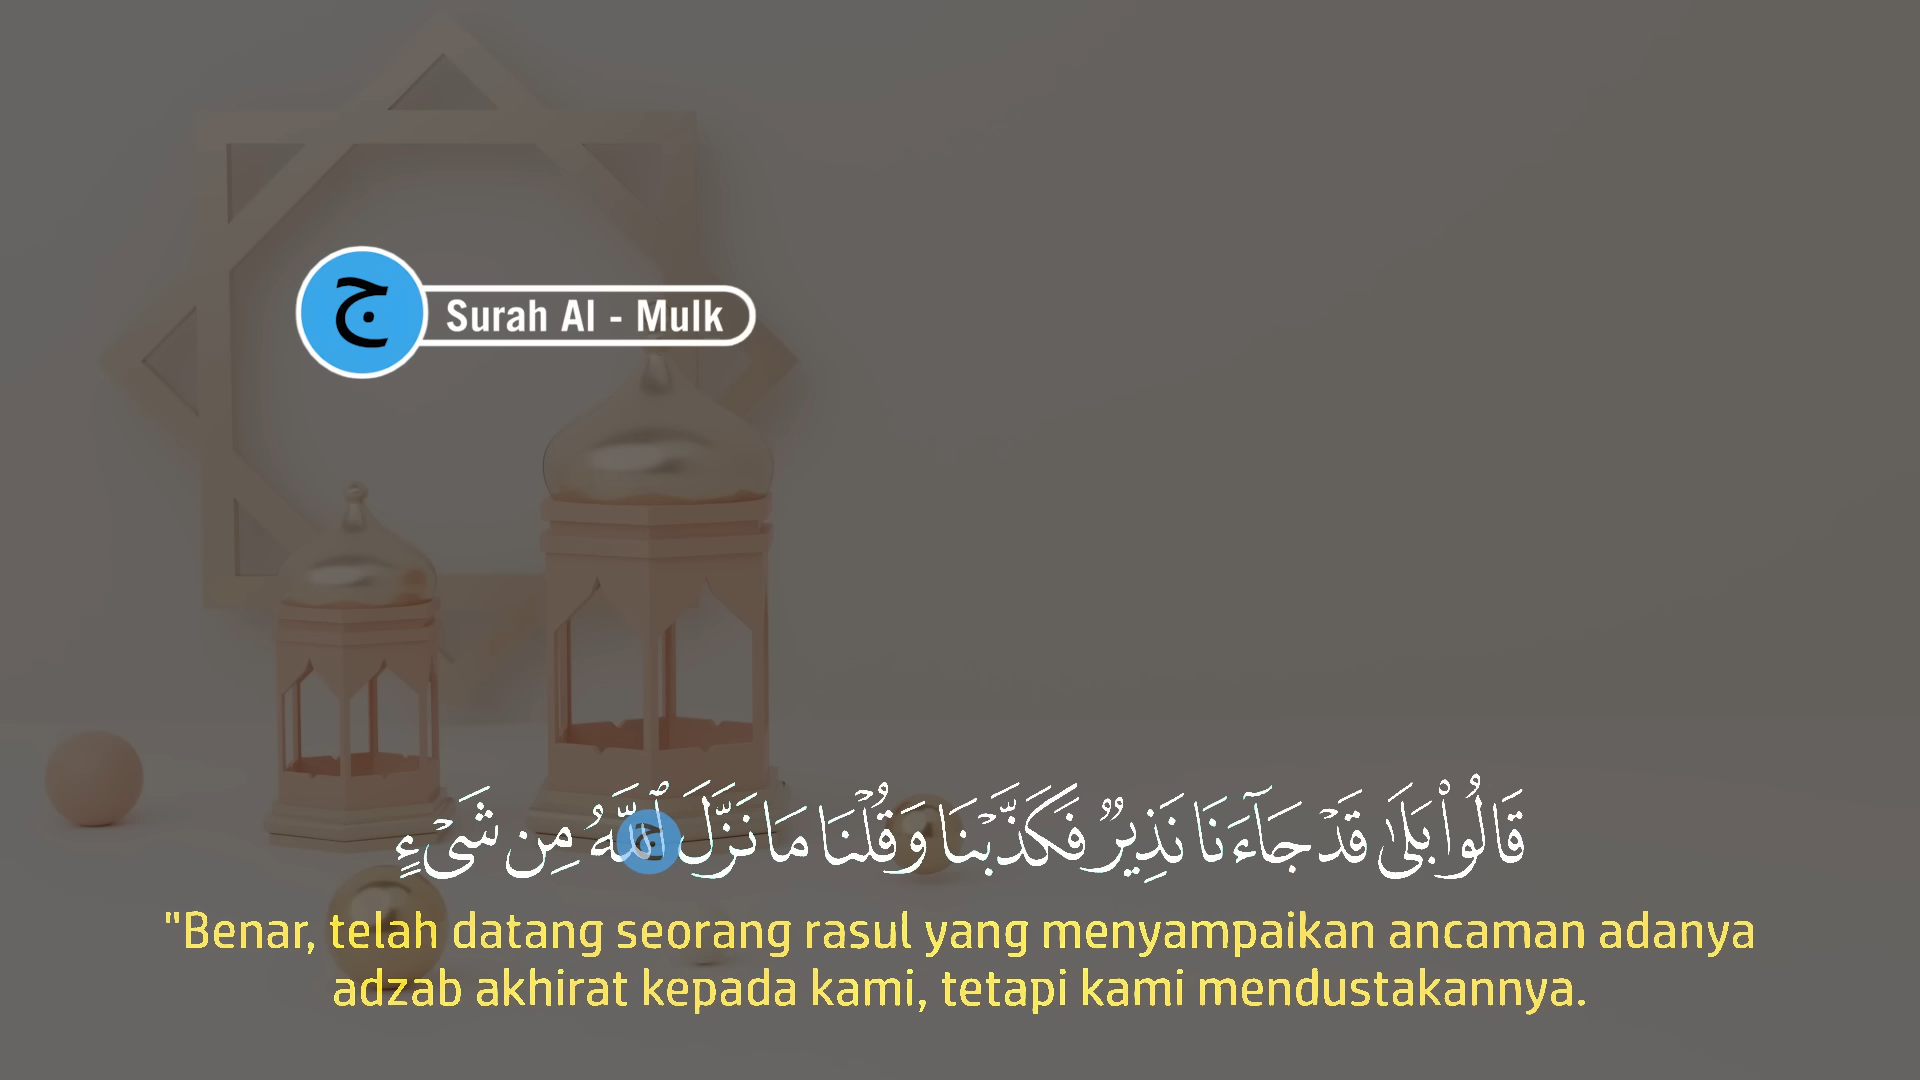 ج
Surah Al - Mulk
قَالُوا۟ بَلَىٰ قَدْ جَآءَنَا نَذِيرٌ فَكَذَّبْنَا وَقُلْنَا مَا نَزَّلَ ٱللَّهُ مِن شَىْءٍ
ج
"Benar, telah datang seorang rasul yang menyampaikan ancaman adanya
adzab akhirat kepada kami, tetapi kami mendustakannya.